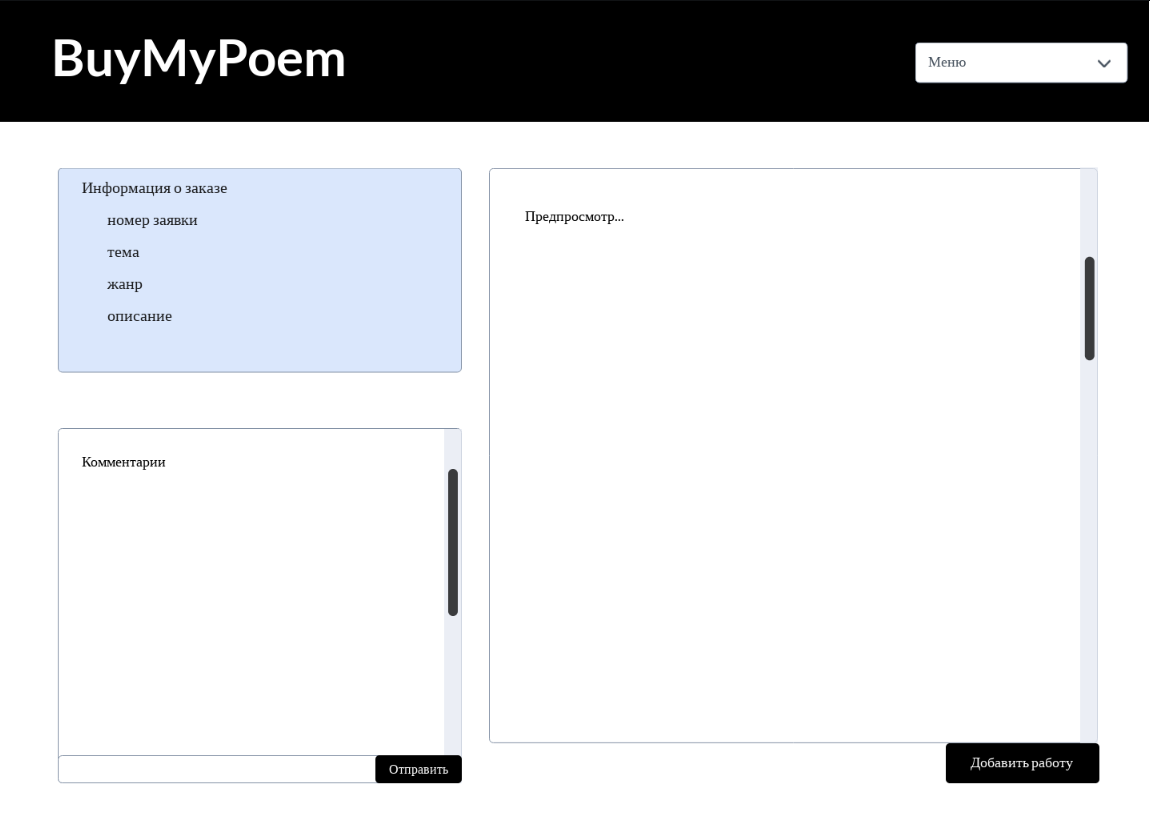 BuyMyPoem
Меню
Информация о заказе
номер заявки
тема
жанр
описание
Предпросмотр...
Комментарии
Отправить
Добавить работу